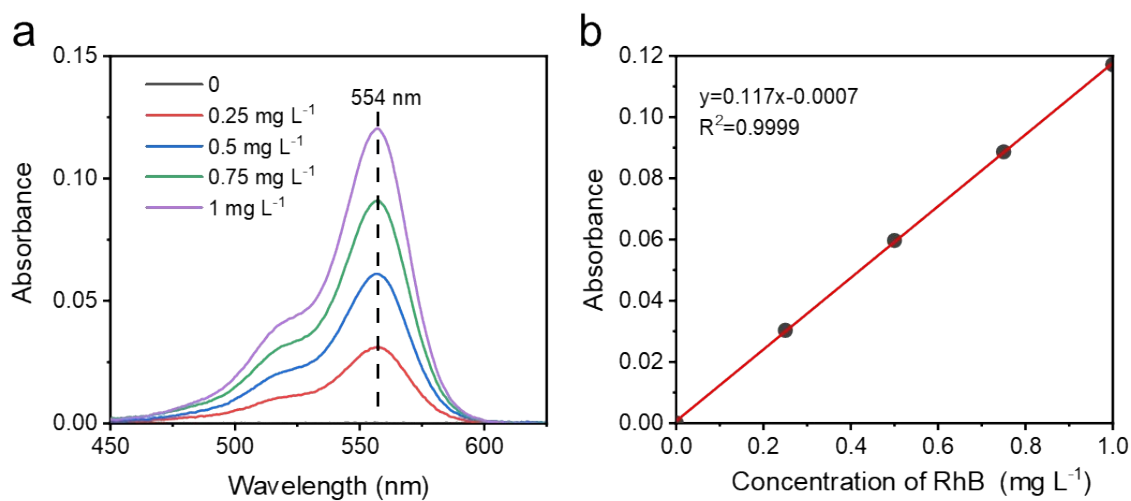 a
Absorbance
0.15
0.10
0.05
0.00
0
0.25 mg L⁻¹
0.5 mg L⁻¹
0.75 mg L⁻¹
1 mg L⁻¹
554 nm
450
500
550
600
Wavelength (nm)
b
Absorbance
0.12
0.10
0.08
0.06
0.04
0.02
0.00
y=0.117x-0.0007
R²=0.9999
0.0
0.2
0.4
0.6
0.8
1.0
Concentration of RhB (mg L⁻¹)